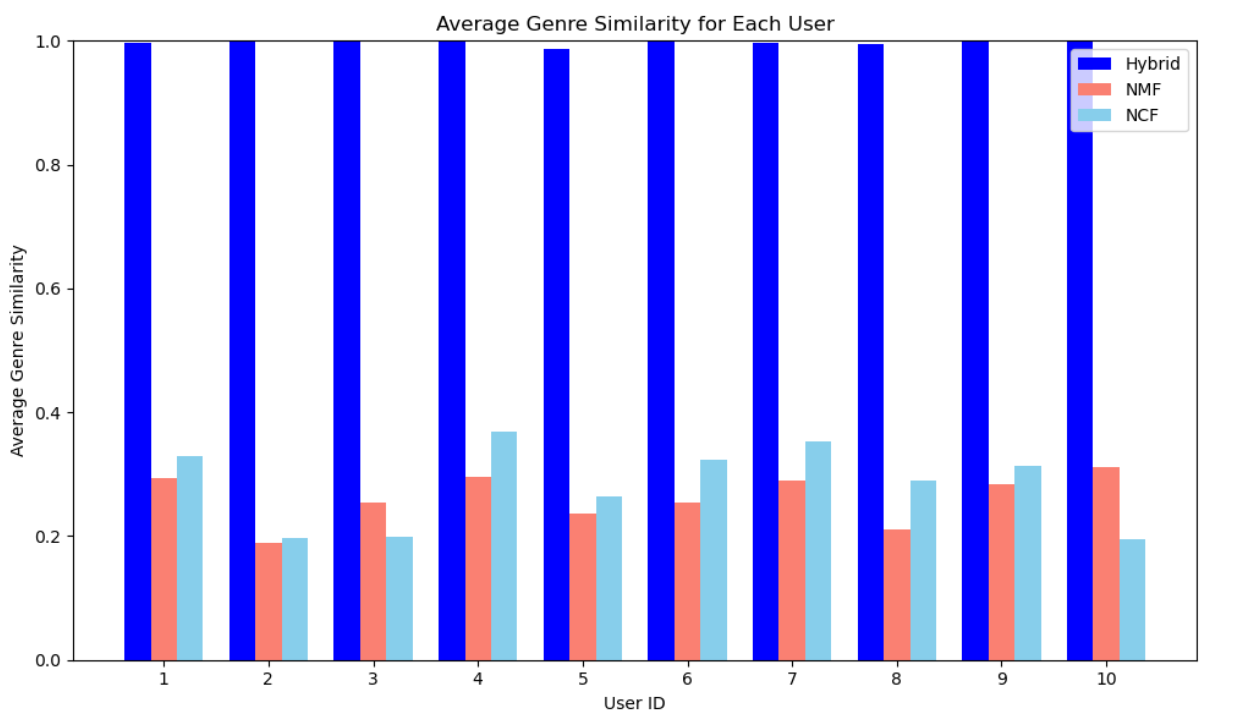 Average Genre Similarity for Each User
1.0
0.8
0.6
0.4
0.2
0.0
Average Genre Similarity
Hybrid
NMF
NCF
1 2 3 4 5 6 7 8 9 10
User ID